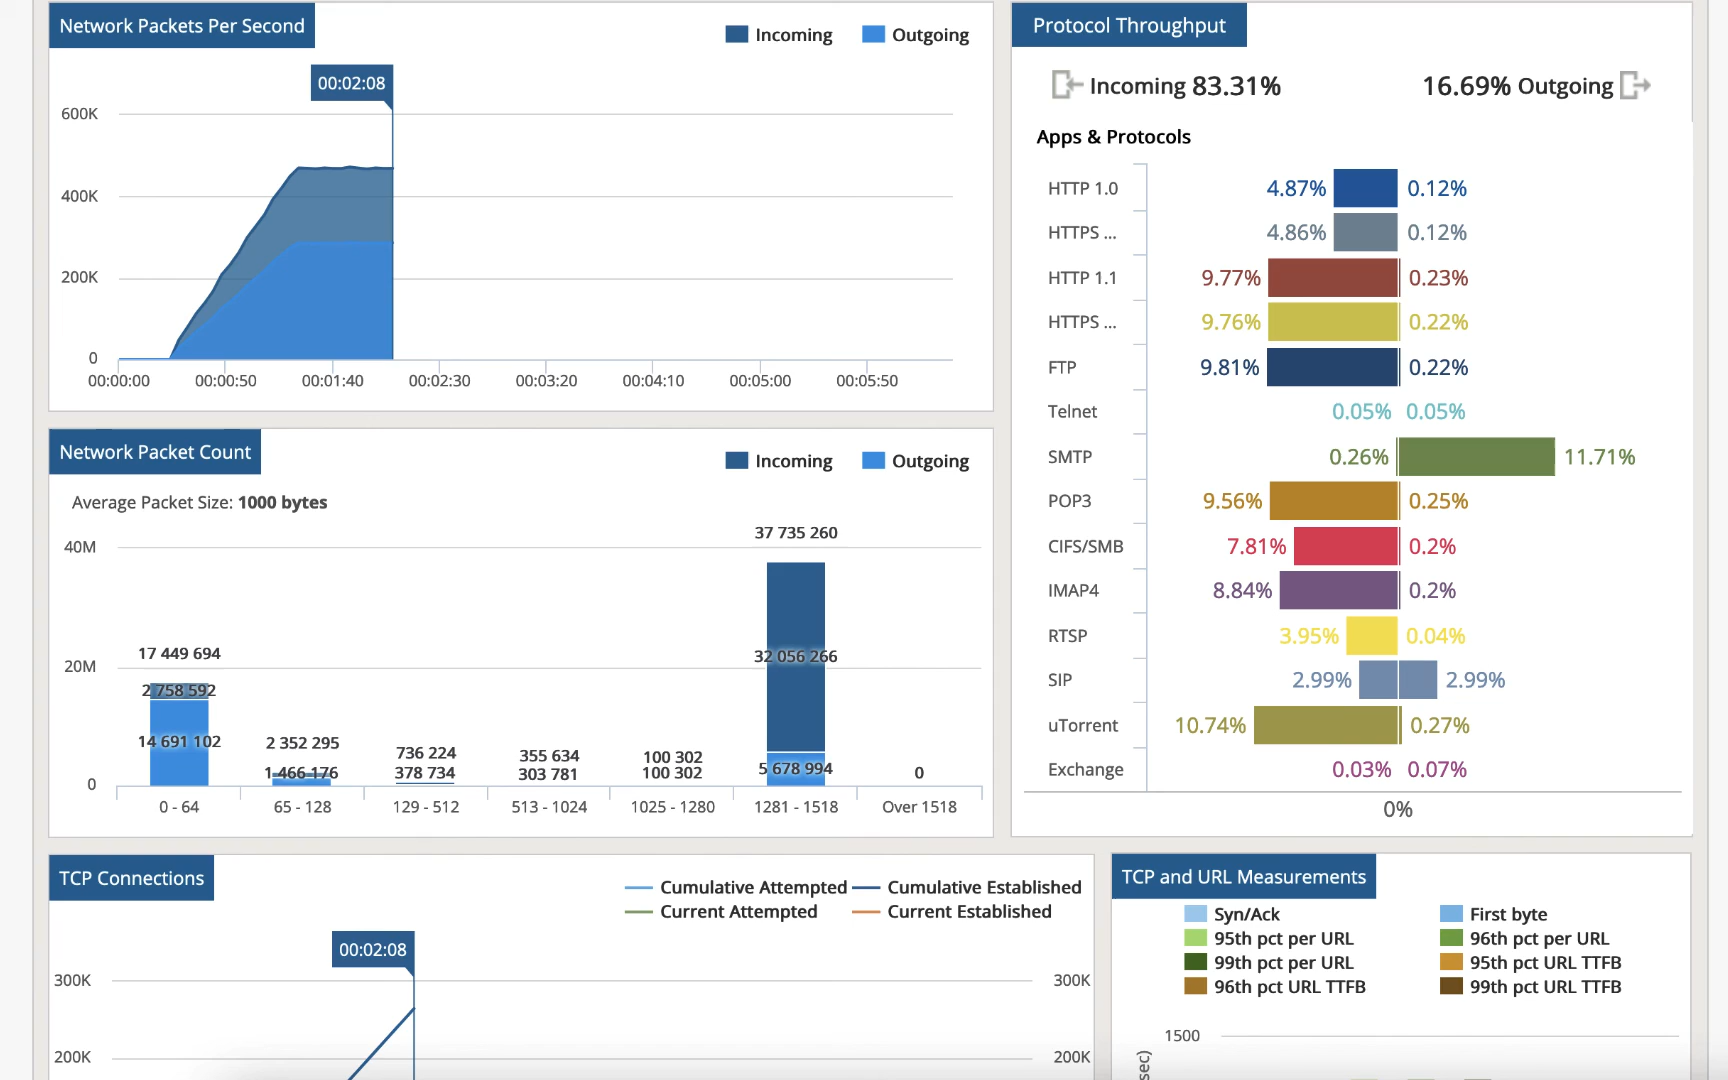 Network Packets Per Second
Incoming Outgoing
00:02:08
600K
400K
200K
0
00:00:00 00:00:50 00:01:40 00:02:30 00:03:20 00:04:10 00:05:00 00:05:50
Protocol Throughput
Incoming 83.31% 16.69% Outgoing
Apps & Protocols
HTTP 1.0 4.87% 0.12%
HTTPS ... 4.86% 0.12%
HTTP 1.1 9.77% 0.23%
HTTPS ... 9.76% 0.22%
FTP 9.81% 0.22%
Telnet 0.05% 0.05%
SMTP 0.26% 11.71%
POP3 9.56% 0.25%
CIFS/SMB 7.81% 0.2%
IMAP4 8.84% 0.2%
RTSP 3.95% 0.04%
SIP 2.99% 2.99%
uTorrent 10.74% 0.27%
Exchange 0.03% 0.07%
0%
Network Packet Count
Incoming Outgoing
Average Packet Size: 1000 bytes
37 735 260
40M
17 449 694
32 056 266
20M
2 758 592
14 691 102 2 352 295
736 224 355 634 100 302
1 466 176 378 734 303 781 100 302 5 678 994 0
0
0 - 64 65 - 128 129 - 512 513 - 1024 1025 - 1280 1281 - 1518 Over 1518
TCP Connections
Cumulative Attempted Cumulative Established
Current Attempted Current Established
00:02:08
300K 300K
200K 200K
TCP and URL Measurements
Syn/Ack First byte
95th pct per URL 96th pct per URL
99th pct per URL 95th pct URL TTFB
96th pct URL TTFB 99th pct URL TTFB
1500
sec)